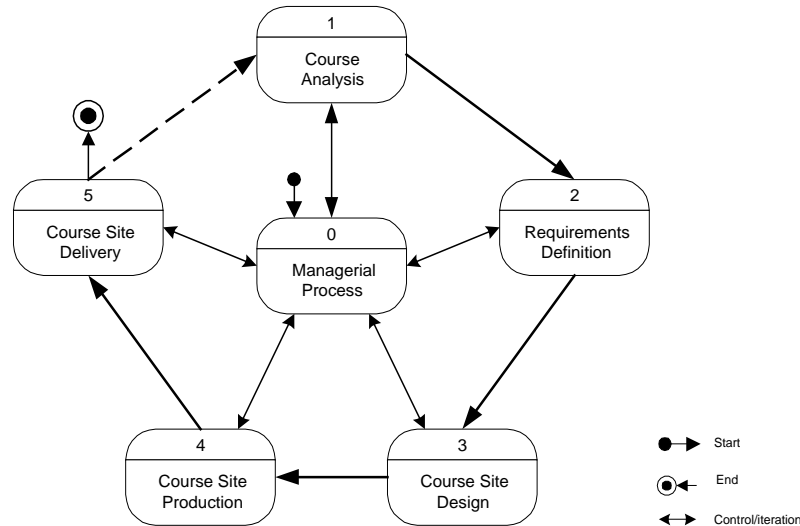 1
Course
Analysis
5
Course Site
Delivery
2
Requirements
Definition
0
Managerial
Process
4
Course Site
Production
3
Course Site
Design
Start
End
Control/iteration